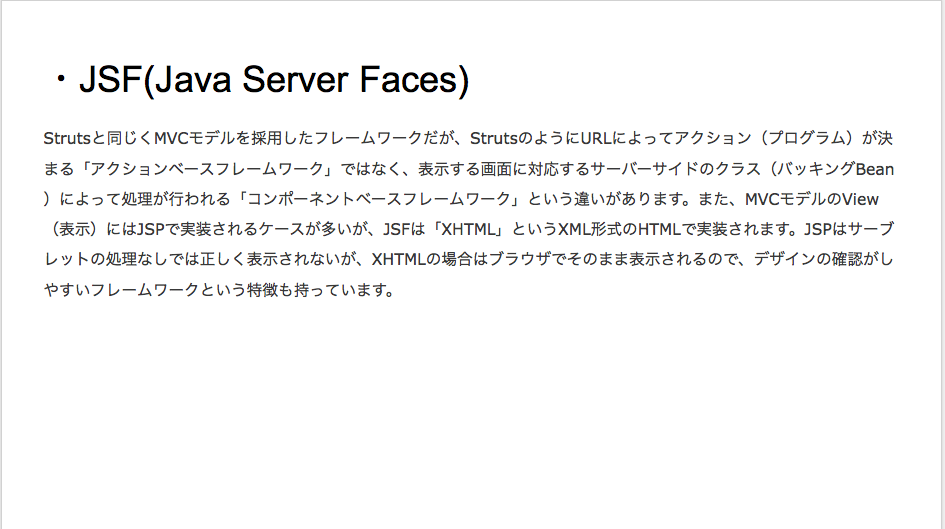 ・JSF(Java Server Faces)
Strutsと同じくMVCモデルを採用したフレームワークだが、StrutsのようにURLによってアクション（プログラム）が決
まる「アクションベースフレームワーク」ではなく、表示する画面に対応するサーバーサイドのクラス（バッキングBean
）によって処理が行われる「コンポーネントベースフレームワーク」という違いがあります。また、MVCモデルのView
（表示）にはJSPで実装されるケースが多いが、JSFは「XHTML」というXML形式のHTMLで実装されます。JSPはサーブ
レットの処理なしでは正しく表示されないが、XHTMLの場合はブラウザでそのまま表示されるので、デザインの確認がし
やすいフレームワークという特徴も持っています。